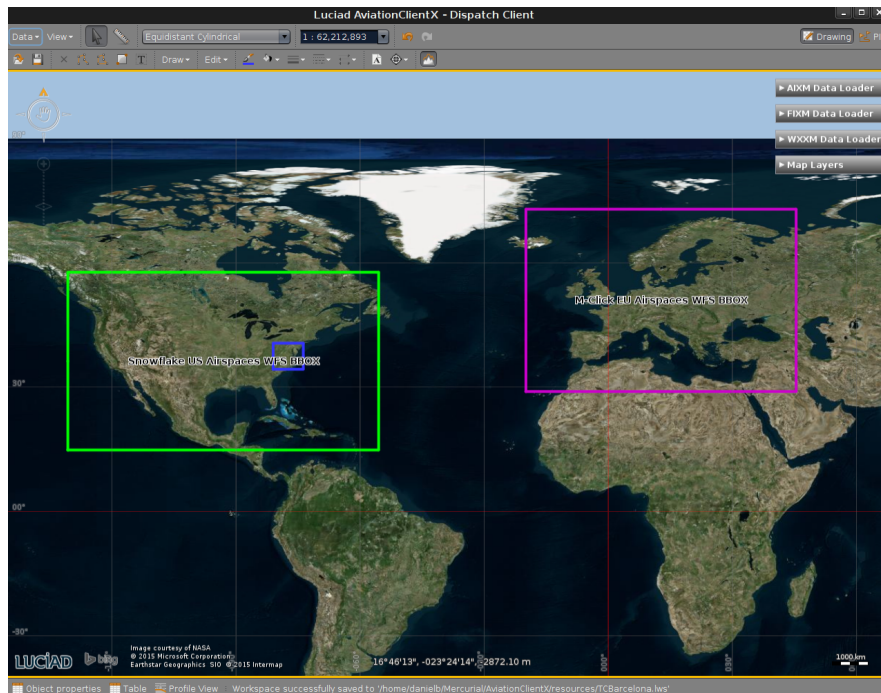 Luciad AviationClientX - Dispatch Client
Data View Equidistant Cylindrical 1 : 62,212,893 Drawing
T Draw Edit A
AIXM Data Loader
FIXM Data Loader
WXXM Data Loader
Map Layers
M-Click EU Airspaces WFS BBOX
Snowflake US Airspaces WFS BBOX
30°
00°
-30°
000
030
Image courtesy of NASA
© 2015 Microsoft Corporation
Earthstar Geographics SIO © 2015 Intermap
LUCIAD bing
16°46'13", -023°24'14", -2872.10 m
1000 km
Object properties Table Profile View Workspace successfully saved to '/home/danielb/Mercurial/AviationClientX/resources/TCBarcelona.lws'